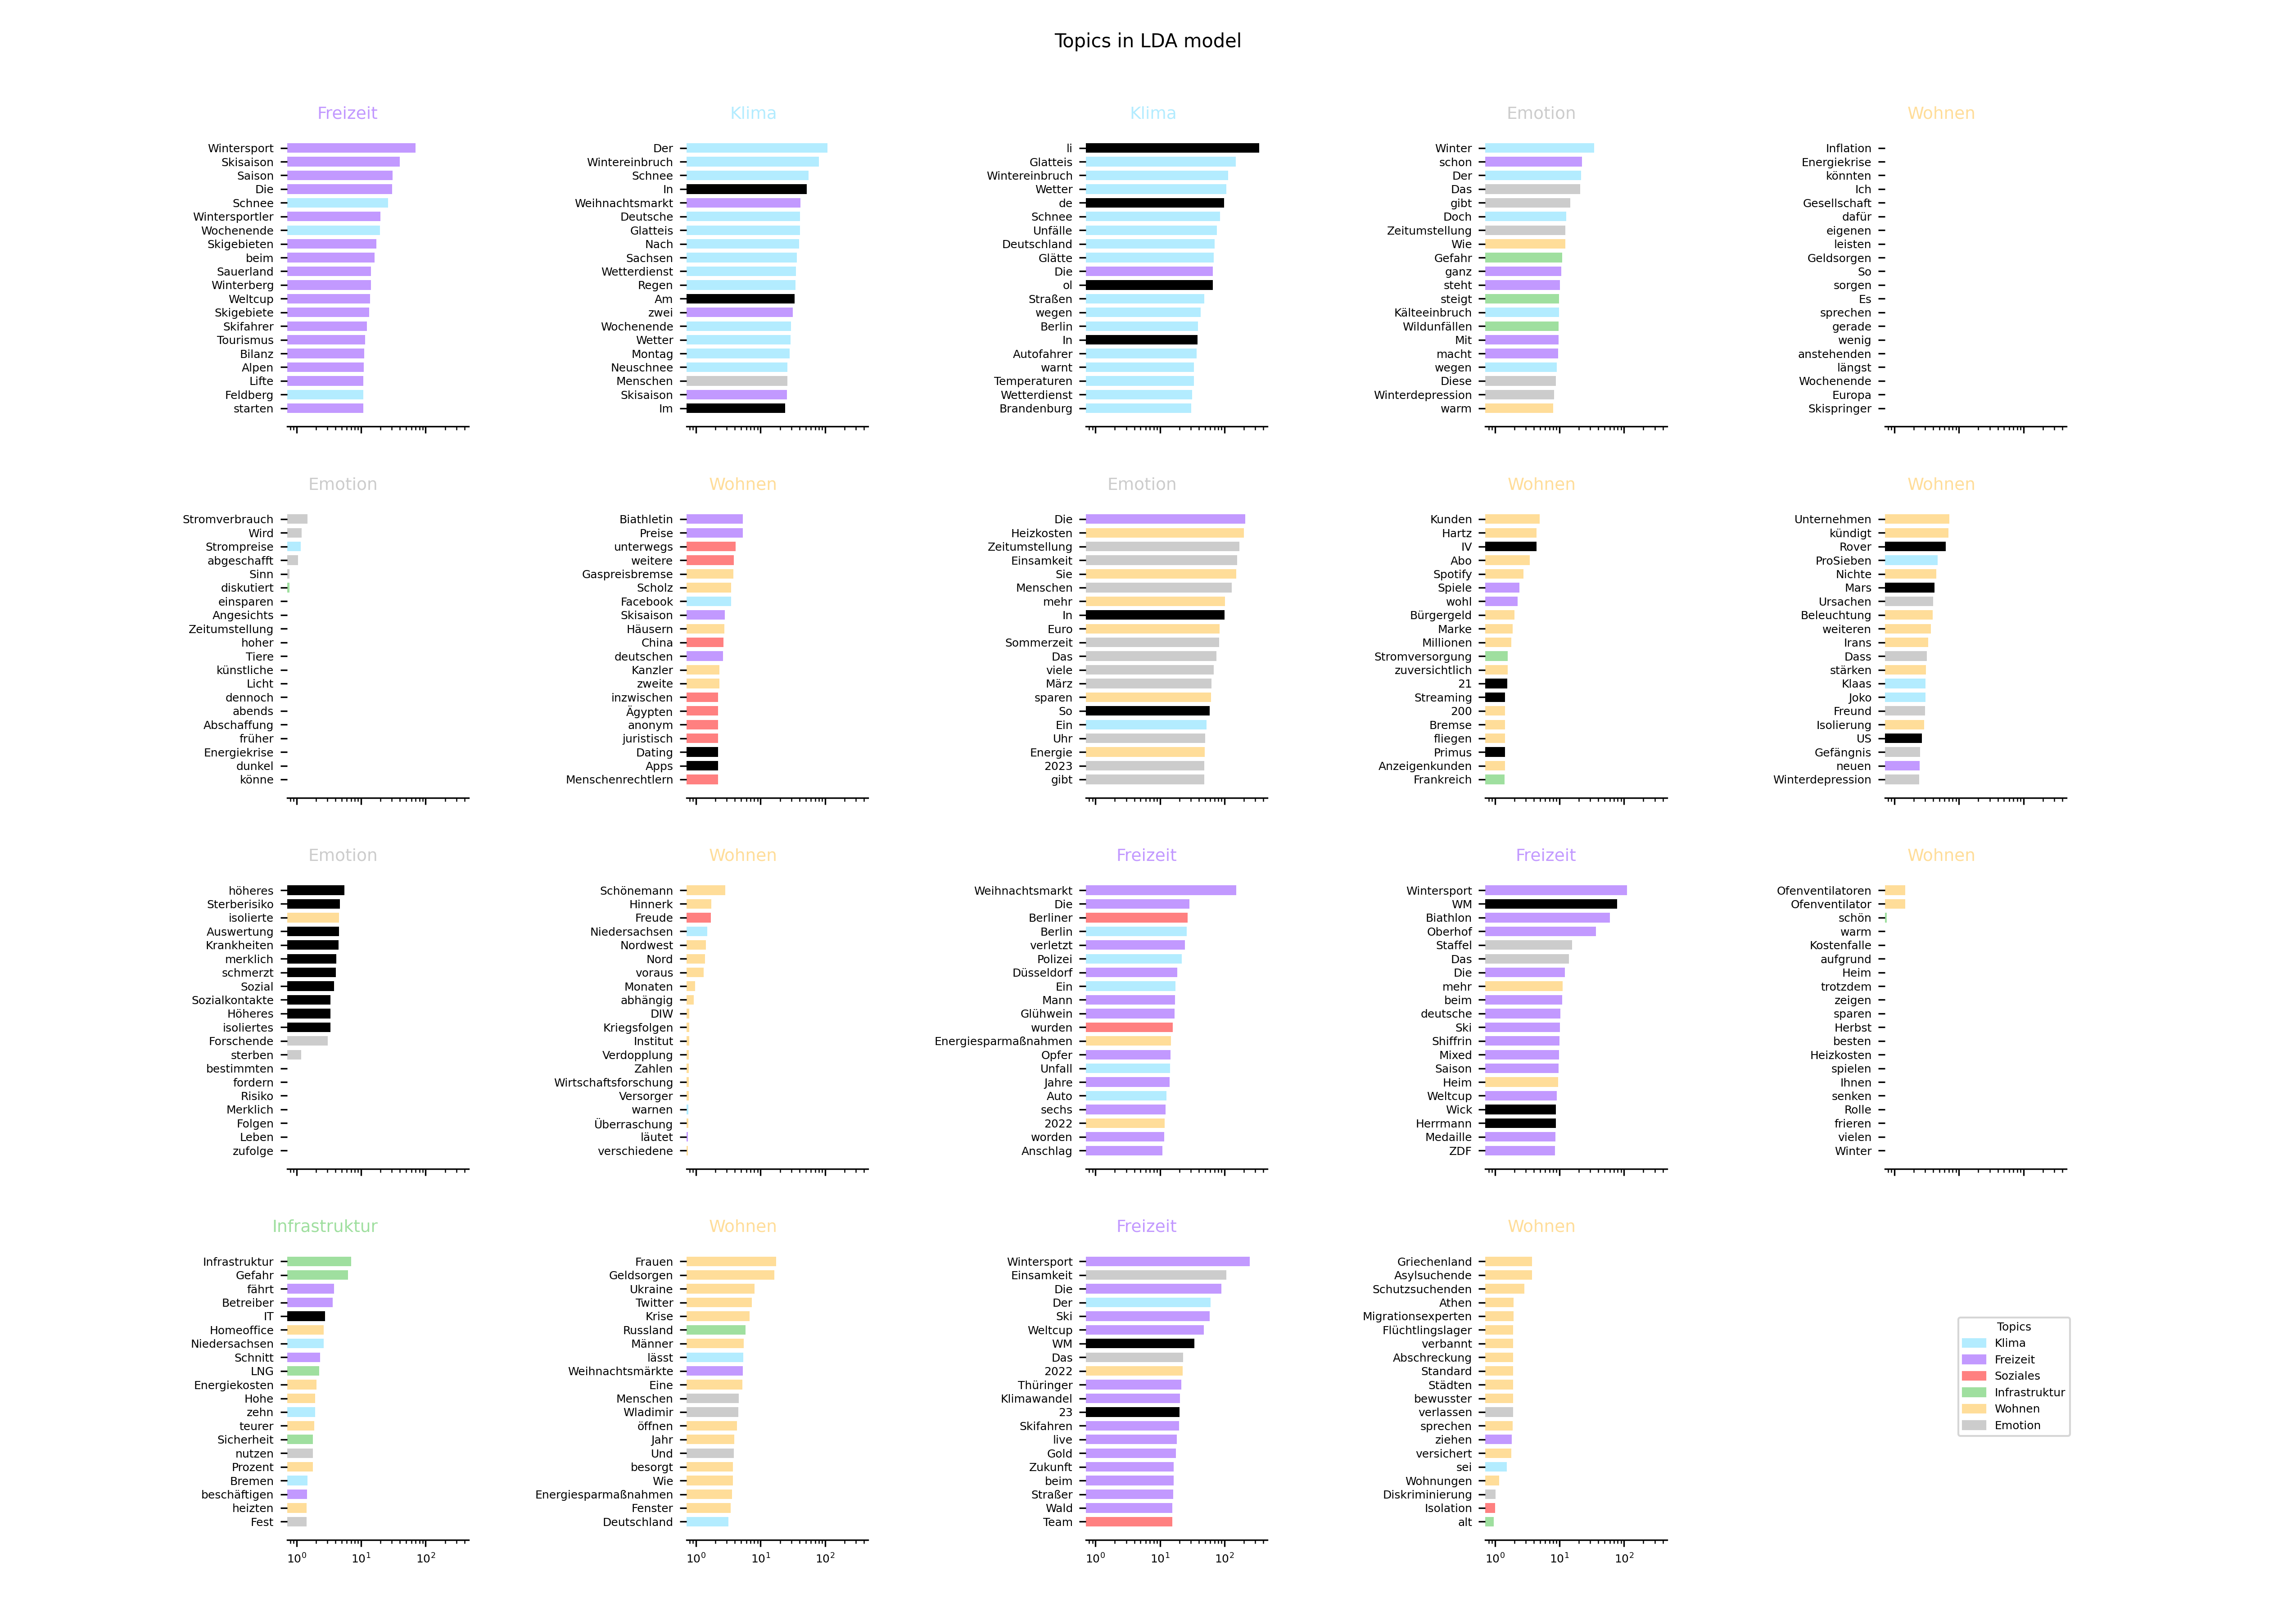 Topics in LDA model
Freizeit
Wintersport
Skisaison
Saison
Die
Schnee
Wintersportler
Wochenende
Skigebieten
beim
Sauerland
Winterberg
Weltcup
Skigebiete
Skifahrer
Tourismus
Bilanz
Alpen
Lifte
Feldberg
starten
Klima
Der
Wintereinbruch
Schnee
In
Weihnachtsmarkt
Deutsche
Glatteis
Nach
Sachsen
Wetterdienst
Regen
Am
zwei
Wochenende
Wetter
Montag
Neuschnee
Menschen
Skisaison
Im
Klima
li
Glatteis
Wintereinbruch
Wetter
de
Schnee
Unfälle
Deutschland
Glätte
Die
ol
Straßen
wegen
Berlin
In
Autofahrer
warnt
Temperaturen
Wetterdienst
Brandenburg
Emotion
Winter
schon
Der
Das
gibt
Doch
Zeitumstellung
Wie
Gefahr
ganz
steht
steigt
Kälteeinbruch
Wildunfällen
Mit
macht
wegen
Diese
Winterdepression
warm
Wohnen
Inflation
Energiekrise
könnten
Ich
Gesellschaft
dafür
eigenen
leisten
Geldsorgen
So
sorgen
Es
sprechen
gerade
wenig
anstehenden
längst
Wochenende
Europa
Skispringer
Emotion
Stromverbrauch
Wird
Strompreise
abgeschafft
Sinn
diskutiert
einsparen
Angesichts
Zeitumstellung
hoher
Tiere
künstliche
Licht
dennoch
abends
Abschaffung
früher
Energiekrise
dunkel
könne
Wohnen
Biathletin
Preise
unterwegs
weitere
Gaspreisbremse
Scholz
Facebook
Skisaison
Häusern
China
deutschen
Kanzler
zweite
inzwischen
Ägypten
anonym
juristisch
Dating
Apps
Menschenrechtlern
Emotion
Die
Heizkosten
Zeitumstellung
Einsamkeit
Sie
Menschen
mehr
In
Euro
Sommerzeit
Das
viele
März
sparen
So
Ein
Uhr
Energie
2023
gibt
Wohnen
Kunden
Hartz
IV
Abo
Spotify
Spiele
wohl
Bürgergeld
Marke
Millionen
Stromversorgung
zuversichtlich
21
Streaming
200
Bremse
fliegen
Primus
Anzeigenkunden
Frankreich
Wohnen
Unternehmen
kündigt
Rover
ProSieben
Nichte
Mars
Ursachen
Beleuchtung
weiteren
Irans
Dass
stärken
Klaas
Joko
Freund
Isolierung
US
Gefängnis
neuen
Winterdepression
Emotion
höheres
Sterberisiko
isolierte
Auswertung
Krankheiten
merklich
schmerzt
Sozial
Sozialkontakte
Höheres
isoliertes
Forschende
sterben
bestimmten
fordern
Risiko
Merklich
Folgen
Leben
zufolge
Wohnen
Schönemann
Hinnerk
Freude
Niedersachsen
Nordwest
Nord
voraus
Monaten
abhängig
DIW
Kriegsfolgen
Institut
Verdopplung
Zahlen
Wirtschaftsforschung
Versorger
warnen
Überraschung
läutet
verschiedene
Freizeit
Weihnachtsmarkt
Die
Berliner
Berlin
verletzt
Polizei
Düsseldorf
Ein
Mann
Glühwein
wurden
Energiesparmaßnahmen
Opfer
Unfall
Jahre
Auto
sechs
2022
worden
Anschlag
Freizeit
Wintersport
WM
Biathlon
Oberhof
Staffel
Das
Die
mehr
beim
deutsche
Ski
Shiffrin
Mixed
Saison
Heim
Weltcup
Wick
Herrmann
Medaille
ZDF
Wohnen
Ofenventilatoren
Ofenventilator
schön
warm
Kostenfalle
aufgrund
Heim
trotzdem
zeigen
sparen
Herbst
besten
Heizkosten
spielen
Ihnen
senken
Rolle
frieren
vielen
Winter
Infrastruktur
Infrastruktur
Gefahr
fährt
Betreiber
IT
Homeoffice
Niedersachsen
Schnitt
LNG
Energiekosten
Hohe
zehn
teurer
Sicherheit
nutzen
Prozent
Bremen
beschäftigen
heizten
Fest
10⁰ 10¹ 10²
Wohnen
Frauen
Geldsorgen
Ukraine
Twitter
Krise
Russland
Männer
lässt
Weihnachtsmärkte
Eine
Menschen
Wladimir
öffnen
Jahr
Und
besorgt
Wie
Energiesparmaßnahmen
Fenster
Deutschland
10⁰ 10¹ 10²
Freizeit
Wintersport
Einsamkeit
Die
Der
Ski
Weltcup
WM
Das
2022
Thüringer
Klimawandel
23
Skifahren
live
Gold
Zukunft
beim
Straßer
Wald
Team
10⁰ 10¹ 10²
Wohnen
Griechenland
Asylsuchende
Schutzsuchenden
Athen
Migrationsexperten
Flüchtlingslager
verbannt
Abschreckung
Standard
Städten
bewusster
verlassen
sprechen
ziehen
versichert
sei
Wohnungen
Diskriminierung
Isolation
alt
10⁰ 10¹ 10²
Topics
Klima
Freizeit
Soziales
Infrastruktur
Wohnen
Emotion